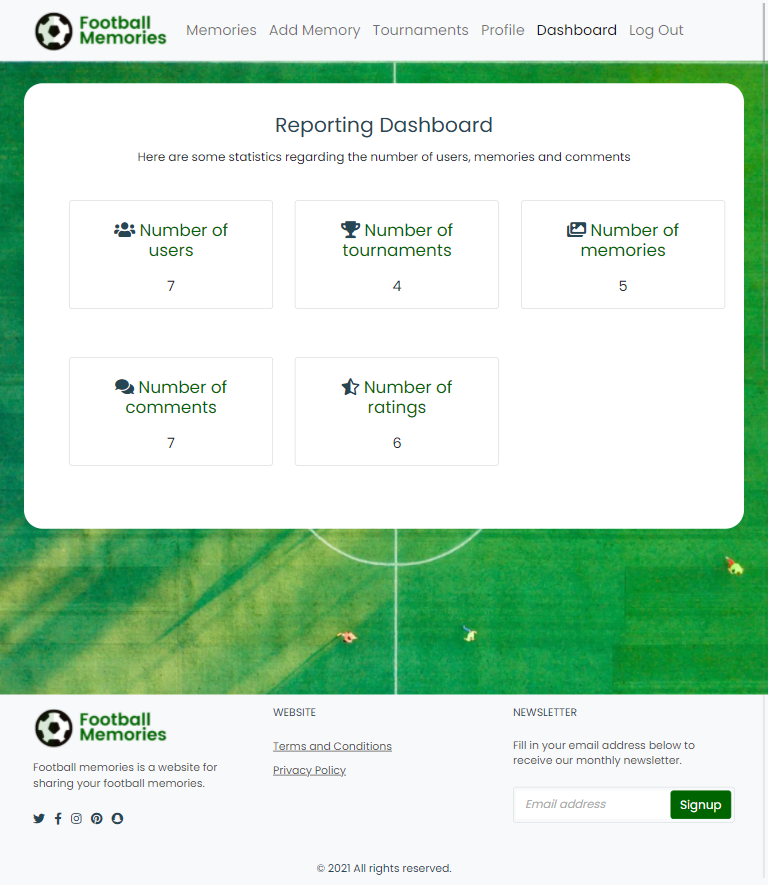 Football
Memories
Memories Add Memory Tournaments Profile Dashboard Log Out
Reporting Dashboard
Here are some statistics regarding the number of users, memories and comments
Number of
users
7
Number of
tournaments
4
Number of
memories
5
Number of
comments
7
Number of
ratings
6
Football
Memories
Football memories is a website for
sharing your football memories.
WEBSITE
Terms and Conditions
Privacy Policy
NEWSLETTER
Fill in your email address below to
receive our monthly newsletter.
Email address Signup
© 2021 All rights reserved.